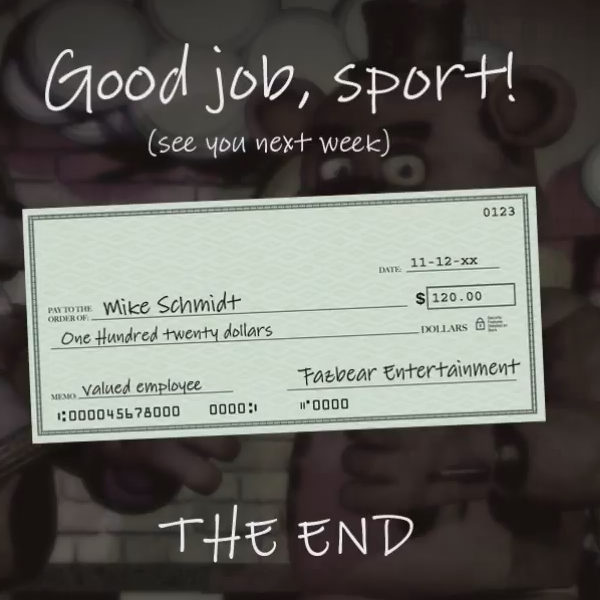 Good job, sport!
(see you next week)
0123
DATE: 11-12-xx
PAY TO THE
ORDER OF: Mike Schmidt $ 120.00
One Hundred twenty dollars DOLLARS
MEMO: valued employee Fazbear Entertainment
⑆000045678000 0000⑆ ⑈0000
THE END